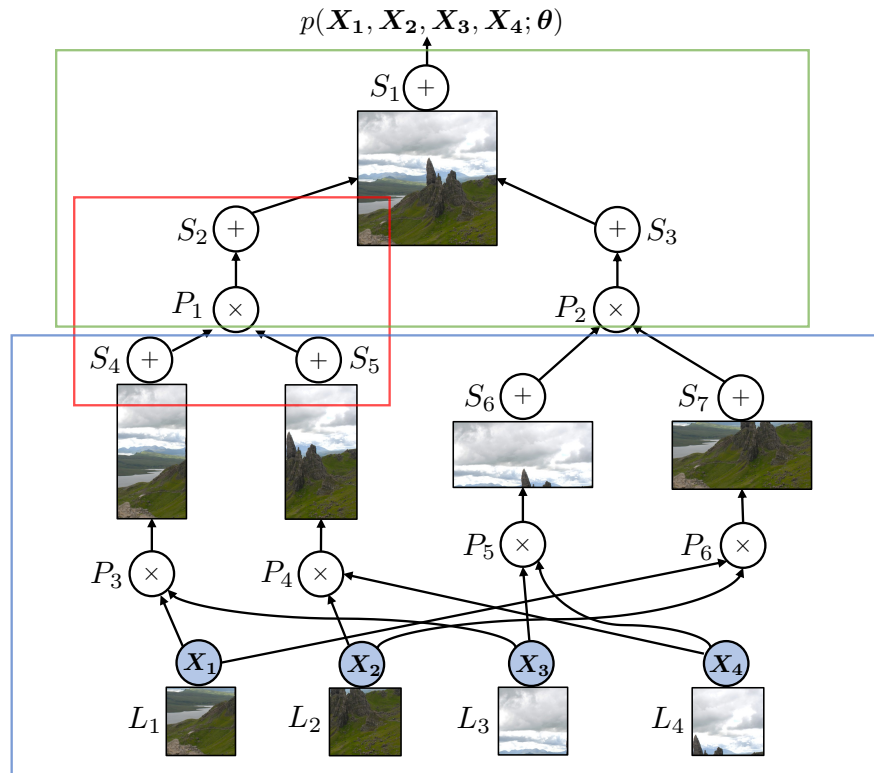 p(X₁, X₂, X₃, X₄; θ)
S₁ +
S₂ + + S₃
P₁ × P₂ ×
S₄ + + S₅
S₆ + S₇ +
P₅ × P₆ ×
P₃ × P₄ ×
X₁ X₂ X₃ X₄
L₁ L₂ L₃ L₄